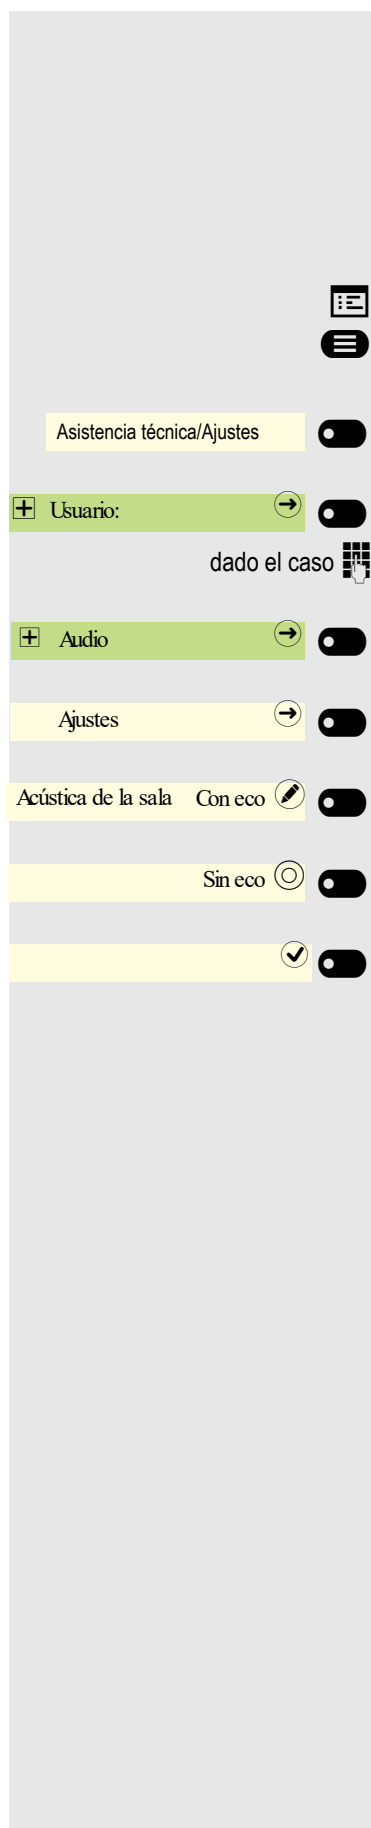 Asistencia técnica/Ajustes
Usuario:
dado el caso
Audio
Ajustes
Acústica de la sala Con eco
Sin eco